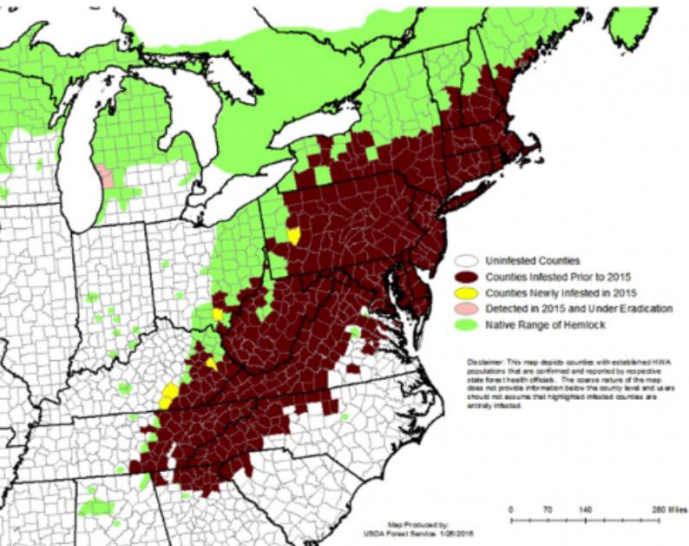 Uninfested Counties
Counties Infested Prior to 2015
Counties Newly Infested in 2015
Detected in 2015 and Under Eradication
Native Range of Hemlock
Disclaimer: This map depicts counties with established HWA
populations that are confirmed and reported by respective
state forest health officials. The coarse nature of the map
does not provide information below the county level and users
should not assume that highlighted infested counties are
entirely infested.
0 70 140 280 Miles
Map Produced by:
USDA Forest Service 1/26/2016